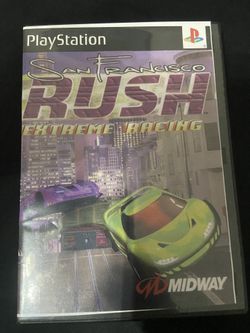 PlayStation
San Francisco
RUSH
EXTREME RACING
MIDWAY